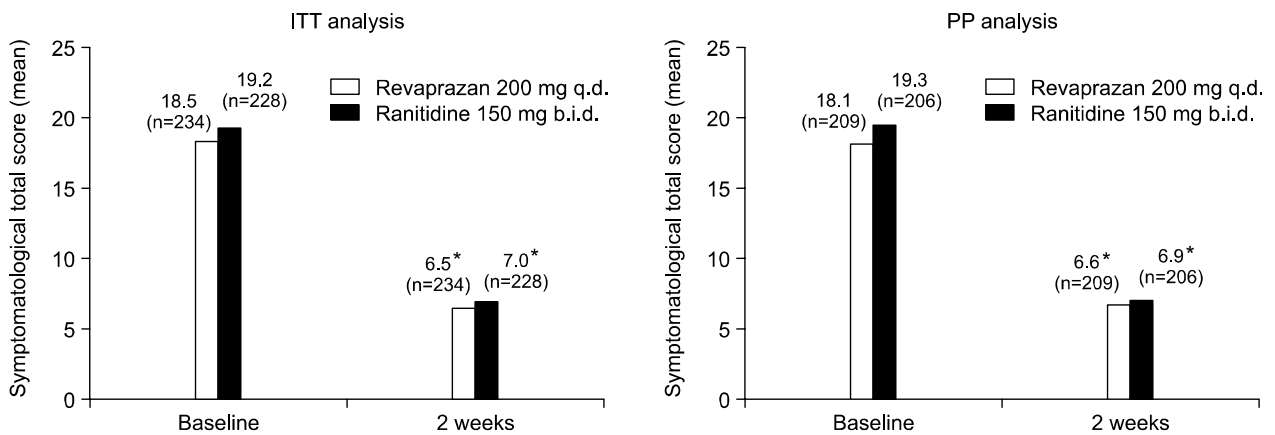 ITT analysis
Symptomatological total score (mean)
25
20
15
10
5
0
18.5
(n=234)
19.2
(n=228)
Revaprazan 200 mg q.d.
Ranitidine 150 mg b.i.d.
6.5*
(n=234)
7.0*
(n=228)
Baseline
2 weeks
PP analysis
Symptomatological total score (mean)
25
20
15
10
5
0
18.1
(n=209)
19.3
(n=206)
Revaprazan 200 mg q.d.
Ranitidine 150 mg b.i.d.
6.6*
(n=209)
6.9*
(n=206)
Baseline
2 weeks